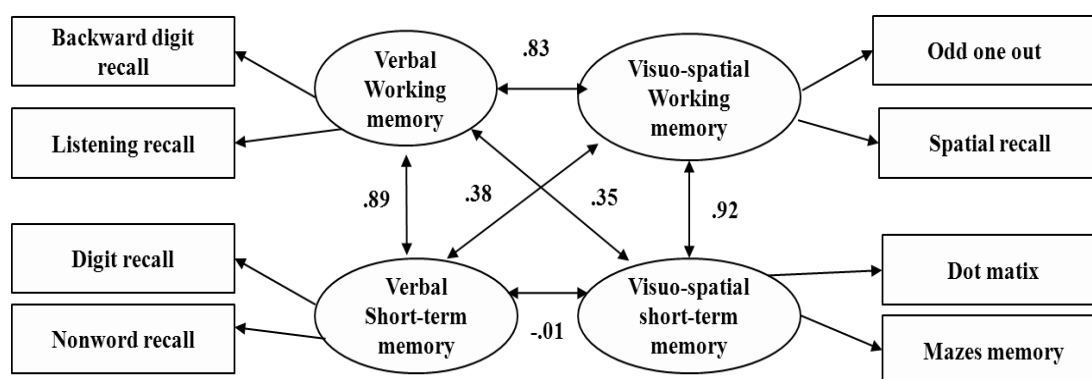 Backward digit
recall
Verbal
Working
memory
.83
Visuo-spatial
Working
memory
Odd one out
Listening recall
Spatial recall
.89
.38
.35
.92
Digit recall
Verbal
Short-term
memory
Visuo-spatial
short-term
memory
Dot matix
Nonword recall
-.01
Mazes memory